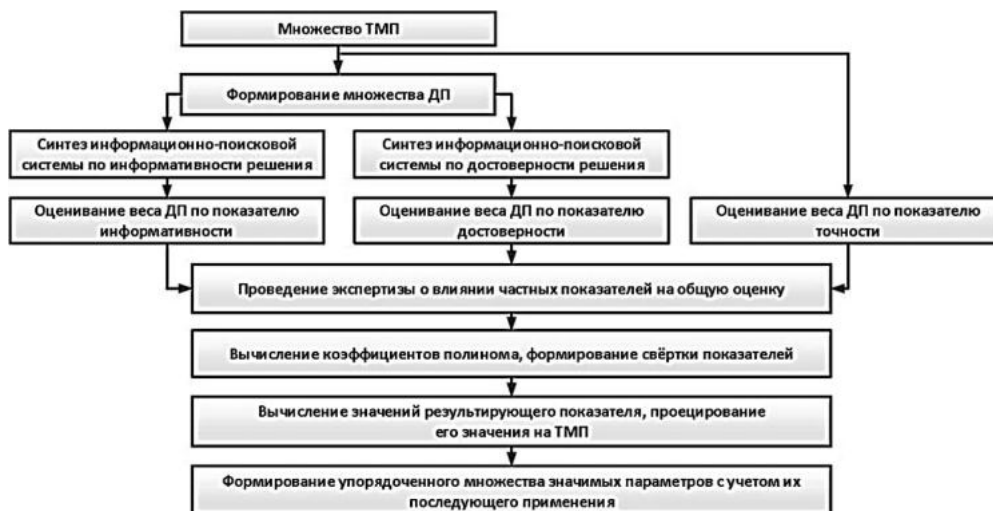 Множество ТМП
Формирование множества ДП
Синтез информационно-поисковой
системы по информативности решения
Синтез информационно-поисковой
системы по достоверности решения
Оценивание веса ДП по показателю
информативности
Оценивание веса ДП по показателю
достоверности
Оценивание веса ДП по показателю
точности
Проведение экспертизы о влиянии частных показателей на общую оценку
Вычисление коэффициентов полинома, формирование свёртки показателей
Вычисление значений результирующего показателя, проецирование
его значения на ТМП
Формирование упорядоченного множества значимых параметров с учетом их
последующего применения